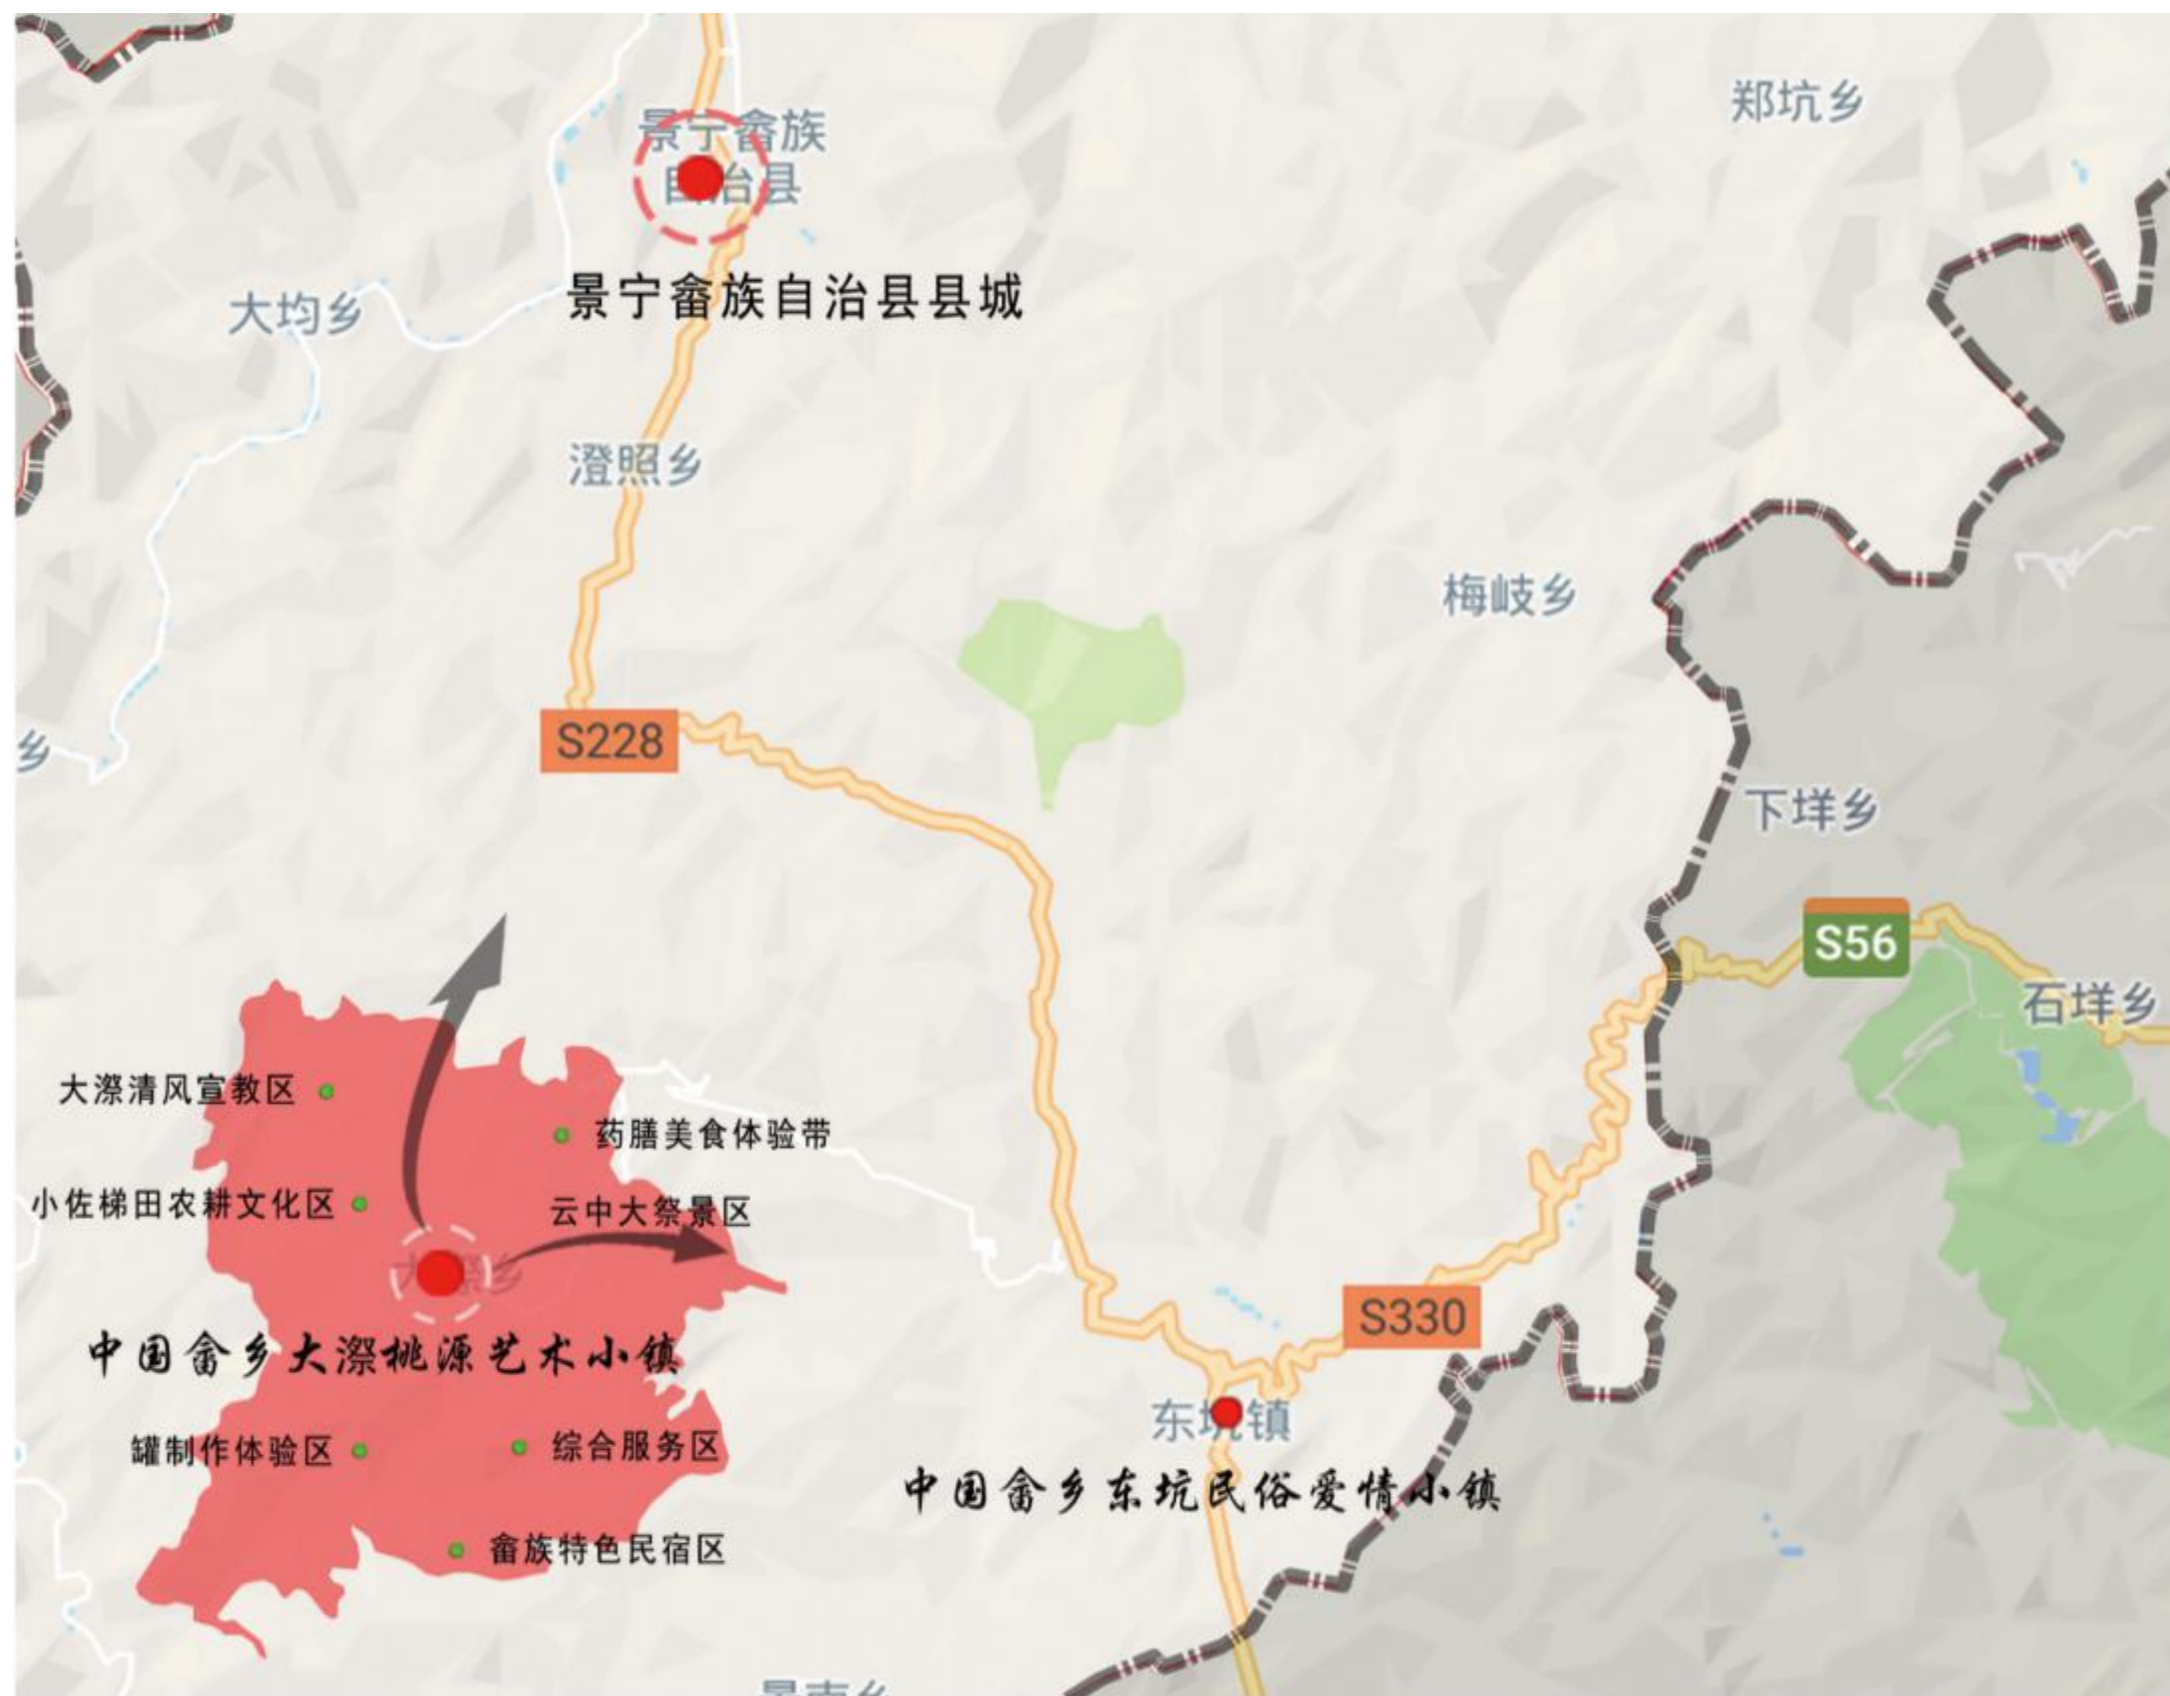 郑坑乡
景宁畲族
自治县
景宁畲族自治县县城
大均乡
澄照乡
梅岐乡
S228
乡
下垟乡
S56
石垟乡
大漈清风宣教区
药膳美食体验带
小佐梯田农耕文化区
云中大祭景区
S330
中国畲乡大漈桃源艺术小镇
东坑镇
罐制作体验区
综合服务区
中国畲乡东坑民俗爱情小镇
畲族特色民宿区